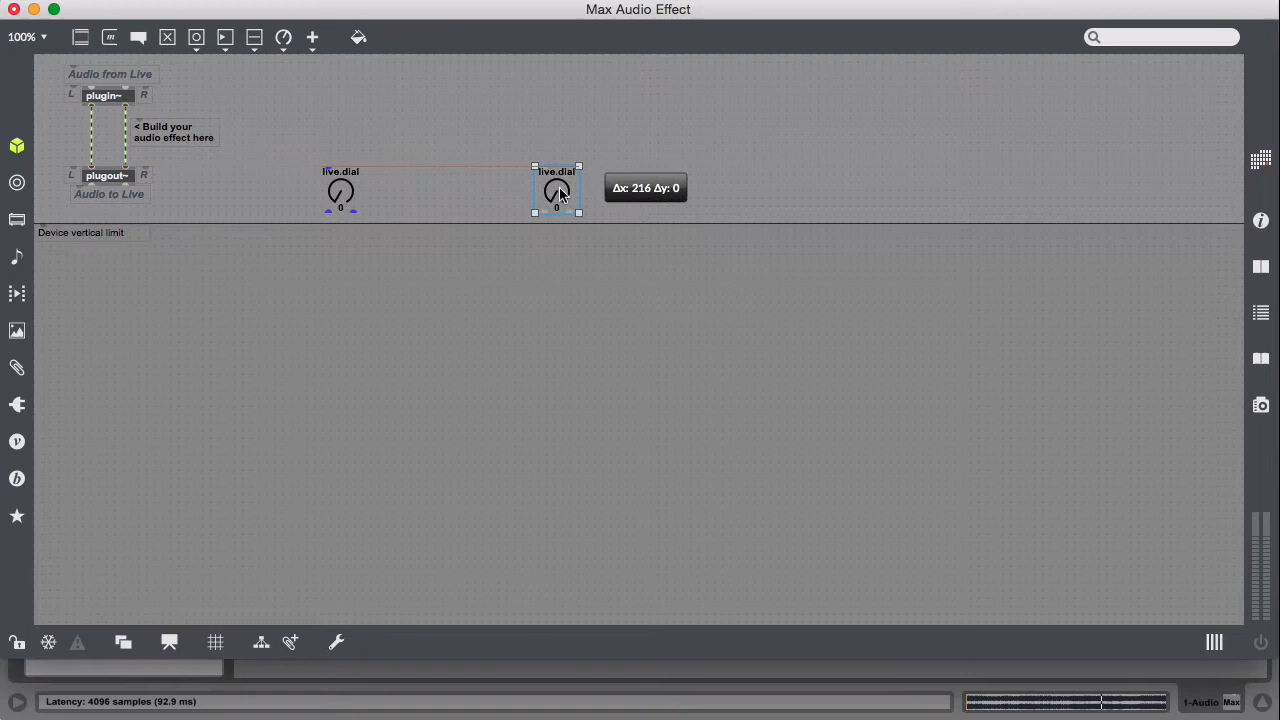 Max Audio Effect
100%
m
Audio from Live
L plugin~ R
< Build your
audio effect here
L plugout~ R
Audio to Live
live.dial
0
live.dial
0
Δx: 216 Δy: 0
Device vertical limit
Latency: 4096 samples (92.9 ms)
1-Audio Max